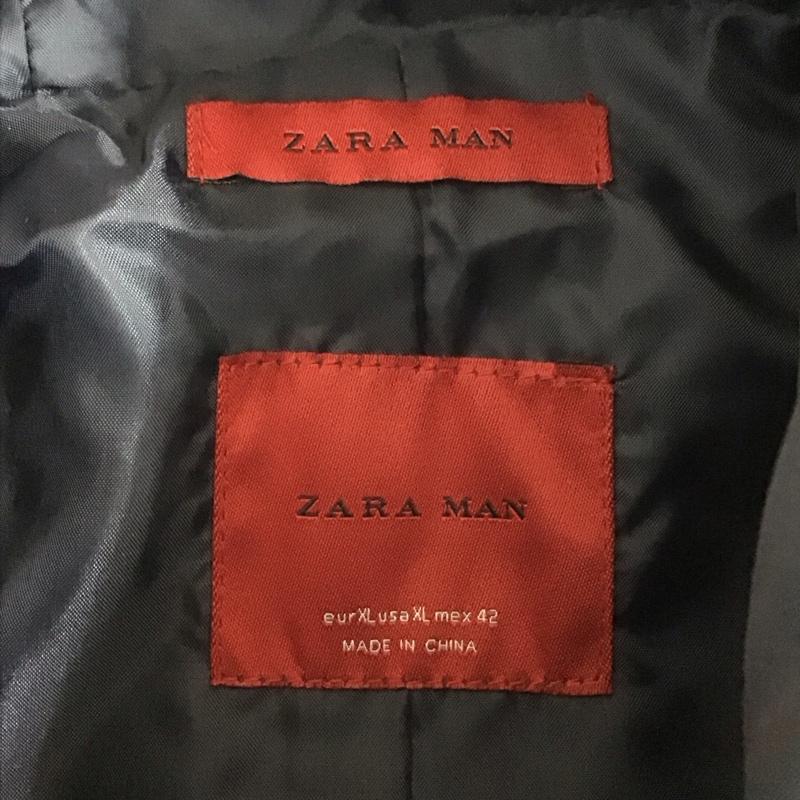 ZARA MAN
ZARA MAN
eur XL usa XL mex 42
MADE IN CHINA